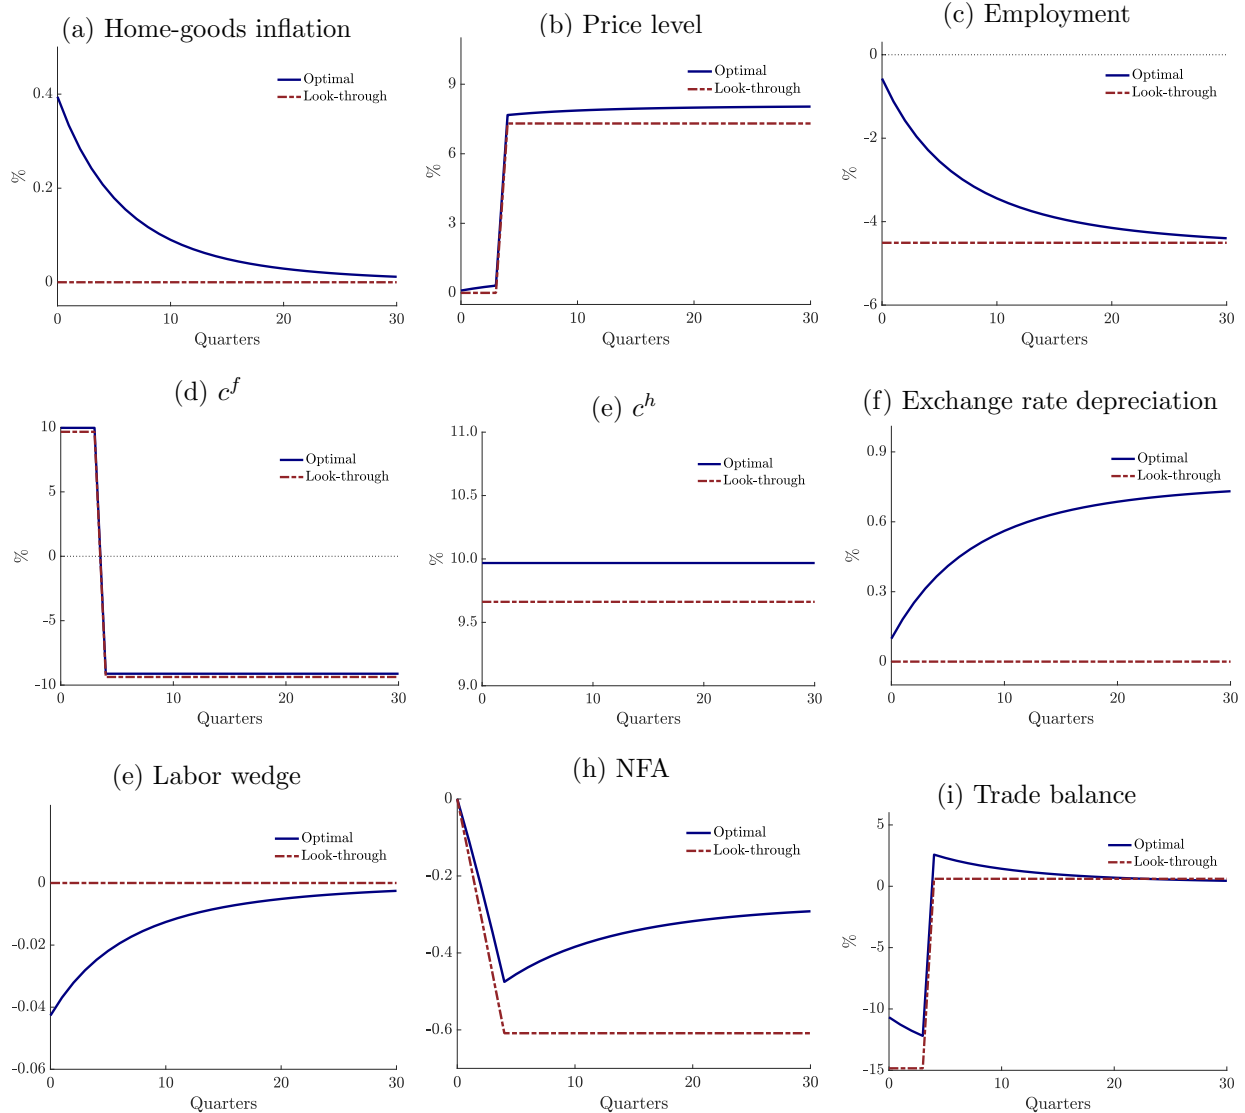 (a) Home-goods inflation
Optimal
Look-through
0.4
0.2
0
%
0
10
20
30
Quarters
(b) Price level
Optimal
Look-through
9
6
3
0
%
0
10
20
30
Quarters
(c) Employment
Optimal
Look-through
0
-2
-4
-6
%
0
10
20
30
Quarters
(d) c^f
Optimal
Look-through
10
5
0
-5
-10
%
0
10
20
30
Quarters
(e) c^h
Optimal
Look-through
11.0
10.5
10.0
9.5
9.0
%
0
10
20
30
Quarters
(f) Exchange rate depreciation
Optimal
Look-through
0.9
0.6
0.3
0
%
0
10
20
30
Quarters
(e) Labor wedge
Optimal
Look-through
0
-0.02
-0.04
-0.06
0
10
20
30
Quarters
(h) NFA
Optimal
Look-through
0
-0.2
-0.4
-0.6
0
10
20
30
Quarters
(i) Trade balance
Optimal
Look-through
5
0
-5
-10
-15
%
0
10
20
30
Quarters